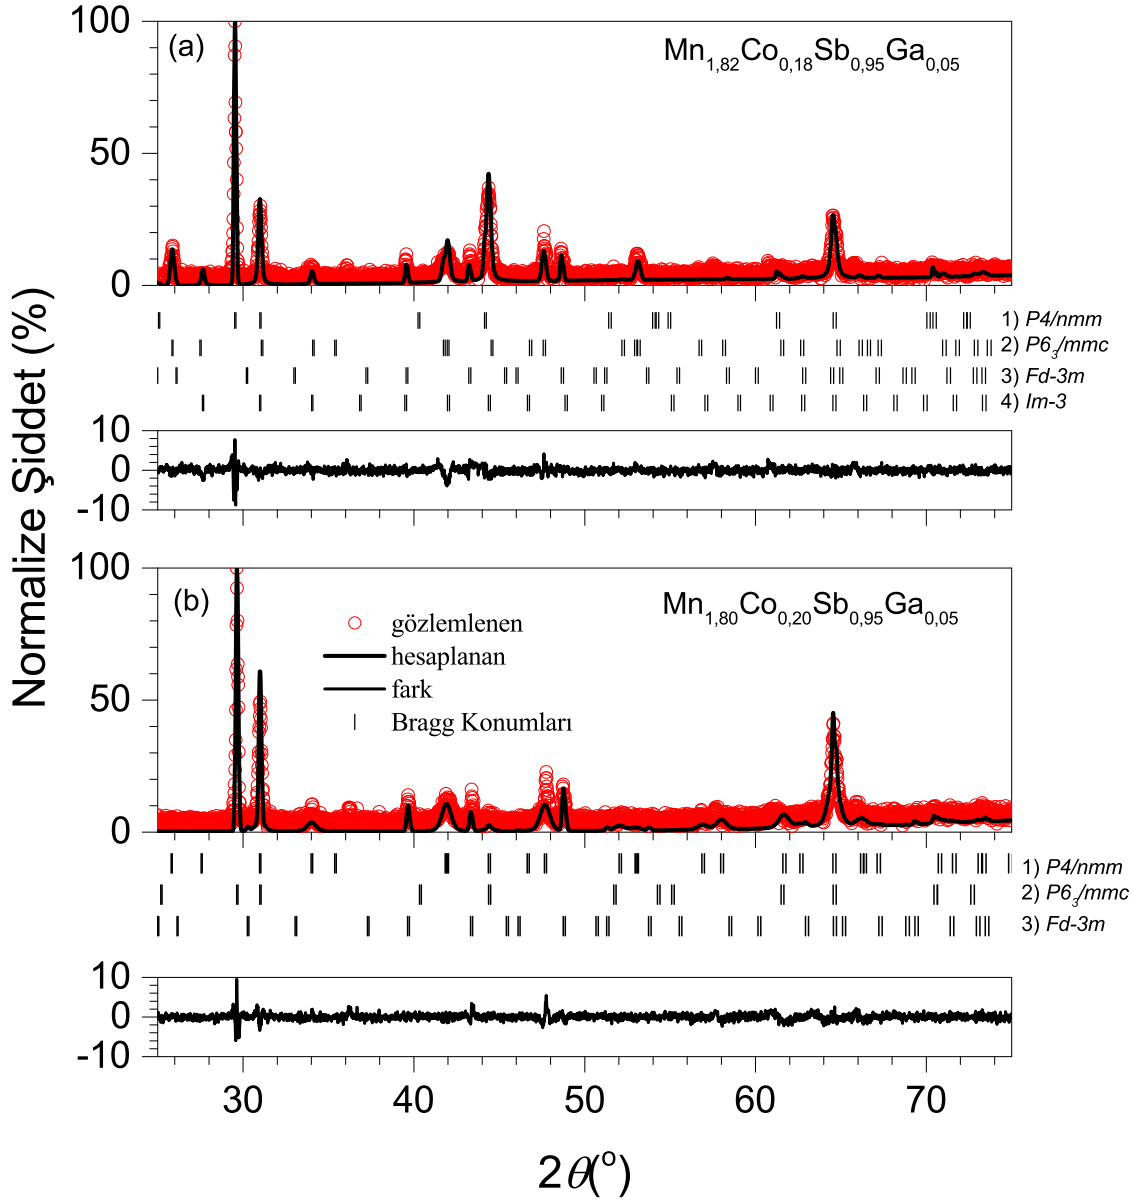 Normalize Şiddet (%)
100
50
0
(a)
Mn1,82Co0,18Sb0,95Ga0,05
1) P4/nmm
2) P63/mmc
3) Fd-3m
4) Im-3
10
0
-10
100
50
0
(b)
Mn1,80Co0,20Sb0,95Ga0,05
gözlemlenen
hesaplanan
fark
Bragg Konumları
1) P4/nmm
2) P63/mmc
3) Fd-3m
10
0
-10
30 40 50 60 70
2θ(o)